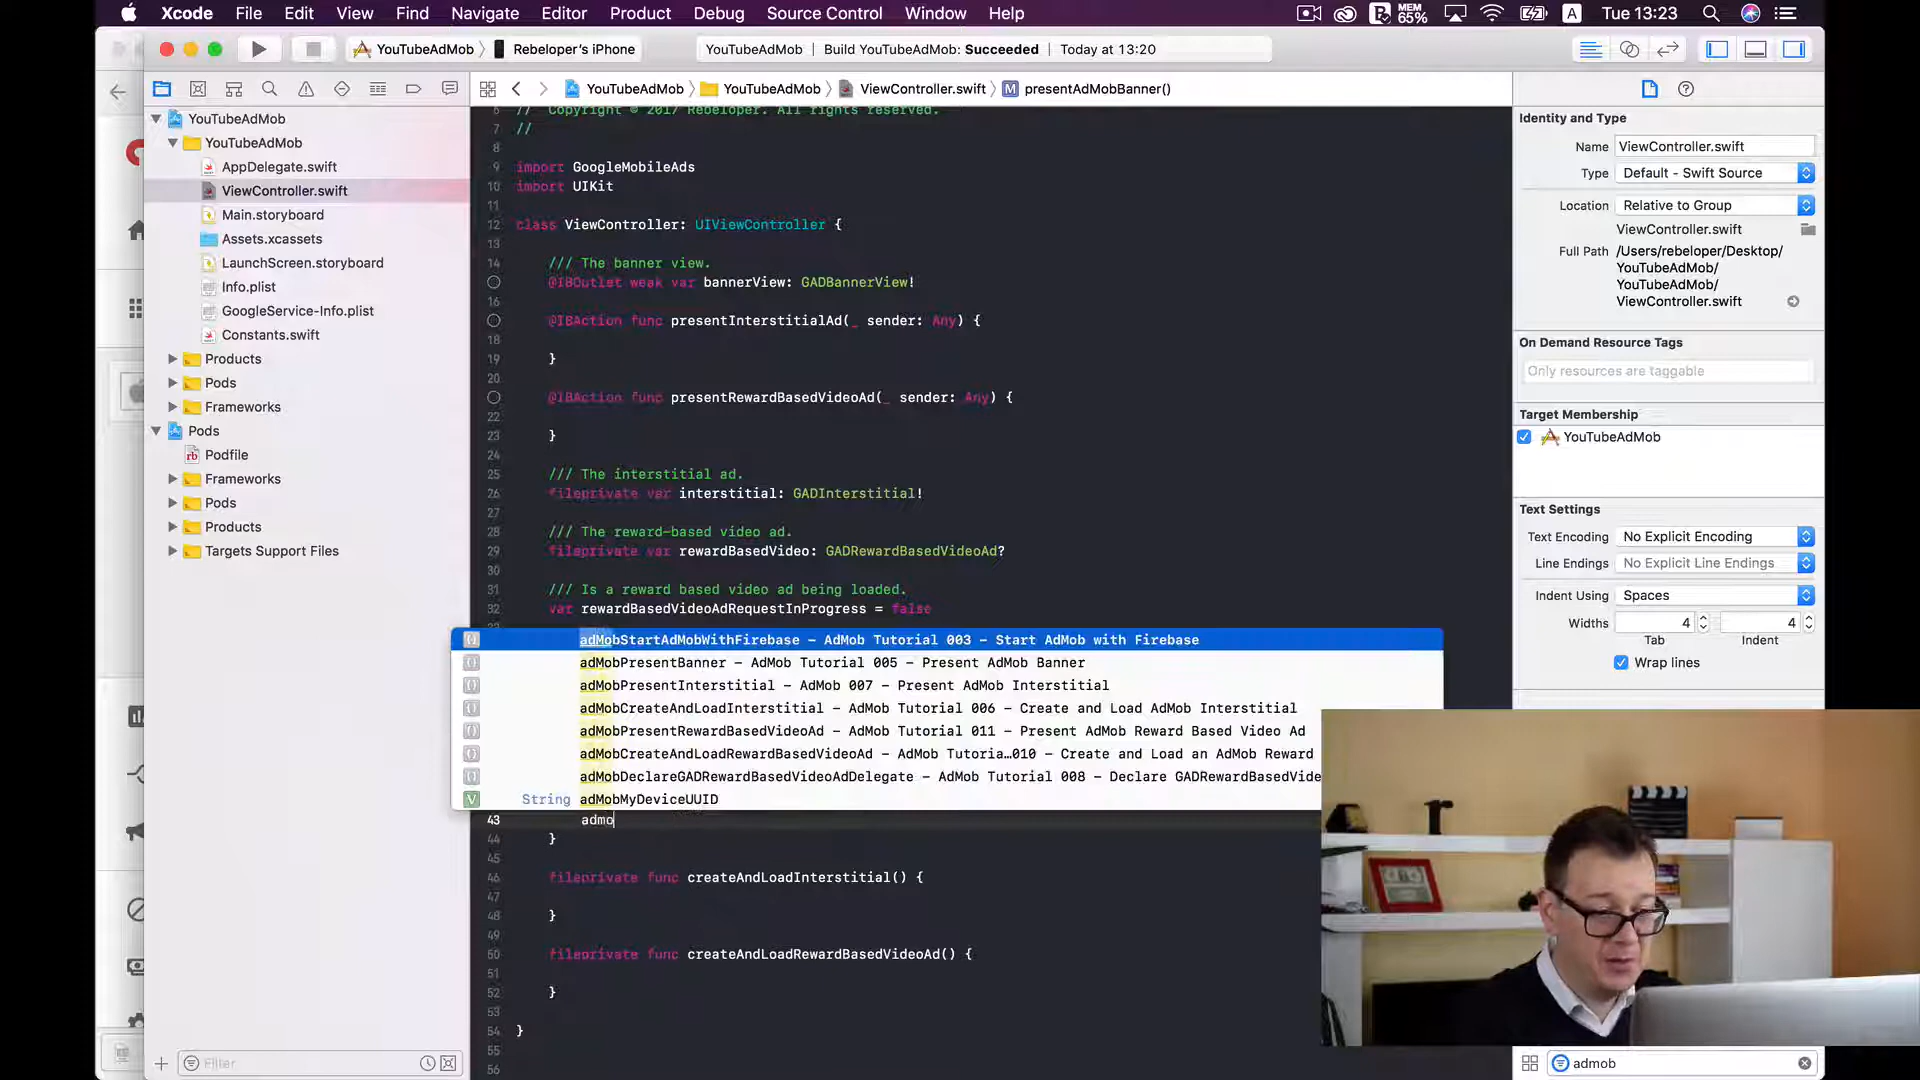 Xcode File Edit View Find Navigate Editor Product Debug Source Control Window Help MEM 65% A Tue 13:23
YouTubeAdMob Rebeloper's iPhone YouTubeAdMob Build YouTubeAdMob: Succeeded Today at 13:20
YouTubeAdMob YouTubeAdMob ViewController.swift M presentAdMobBanner()
YouTubeAdMob
YouTubeAdMob
AppDelegate.swift
ViewController.swift
Main.storyboard
Assets.xcassets
LaunchScreen.storyboard
Info.plist
GoogleService-Info.plist
Constants.swift
Products
Pods
Frameworks
Pods
Podfile
Frameworks
Pods
Products
Targets Support Files
Filler
6 // Copyright © 2017 Rebeloper. All rights reserved.
//
8
9 import GoogleMobileAds
10 import UIKit
11
12 class ViewController: UIViewController {
13
14 /// The banner view.
@IBOutlet weak var bannerView: GADBannerView!
16
@IBAction func presentInterstitialAd(_ sender: Any) {
18
19 }
20
@IBAction func presentRewardBasedVideoAd(_ sender: Any) {
22
23 }
24
25 /// The interstitial ad.
26 fileprivate var interstitial: GADInterstitial!
27
28 /// The reward-based video ad.
29 fileprivate var rewardBasedVideo: GADRewardBasedVideoAd?
30
31 /// Is a reward based video ad being loaded.
32 var rewardBasedVideoAdRequestInProgress = false
adMobStartAdMobWithFirebase – AdMob Tutorial 003 – Start AdMob with Firebase
adMobPresentBanner – AdMob Tutorial 005 – Present AdMob Banner
adMobPresentInterstitial – AdMob 007 – Present AdMob Interstitial
adMobCreateAndLoadInterstitial – AdMob Tutorial 006 – Create and Load AdMob Interstitial
adMobPresentRewardBasedVideoAd – AdMob Tutorial 011 – Present AdMob Reward Based Video Ad
adMobCreateAndLoadRewardBasedVideoAd – AdMob Tutoria…010 – Create and Load an AdMob Reward
adMobDeclareGADRewardBasedVideoAdDelegate – AdMob Tutorial 008 – Declare GADRewardBasedVide
V String adMobMyDeviceUUID
43 admo
44 }
45
46 fileprivate func createAndLoadInterstitial() {
47
48 }
49
50 fileprivate func createAndLoadRewardBasedVideoAd() {
51
52 }
53
54 }
55
56
Identity and Type
Name ViewController.swift
Type Default - Swift Source
Location Relative to Group
ViewController.swift
Full Path /Users/rebeloper/Desktop/
YouTubeAdMob/
YouTubeAdMob/
ViewController.swift
On Demand Resource Tags
Only resources are taggable
Target Membership
YouTubeAdMob
Text Settings
Text Encoding No Explicit Encoding
Line Endings No Explicit Line Endings
Indent Using Spaces
Widths 4 4
Tab Indent
Wrap lines
admob